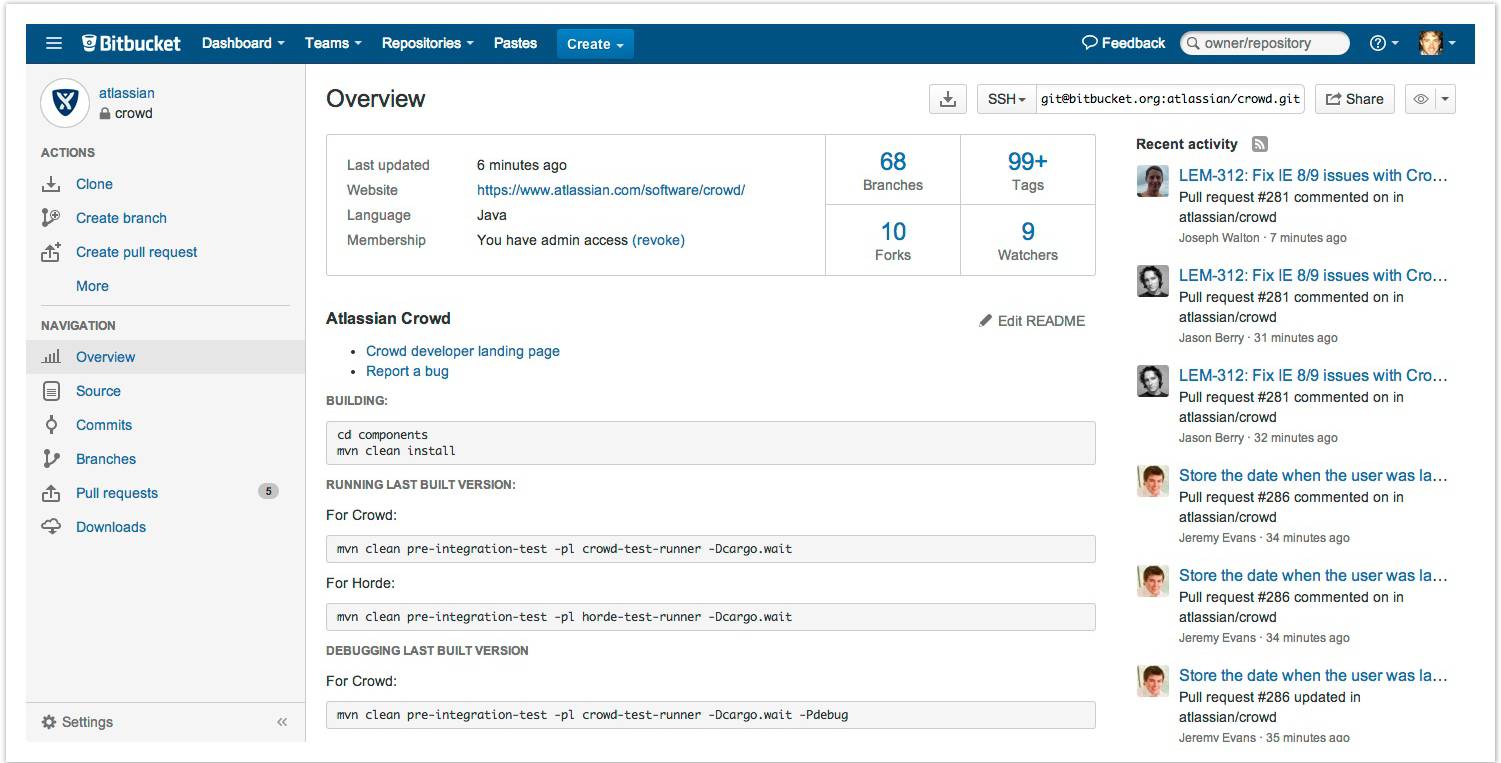 Bitbucket Dashboard Teams Repositories Pastes Create Feedback owner/repository
atlassian
crowd
ACTIONS
Clone
Create branch
Create pull request
More
NAVIGATION
Overview
Source
Commits
Branches
Pull requests 5
Downloads
Settings
Overview
SSH git@bitbucket.org:atlassian/crowd.git Share
Last updated 6 minutes ago
Website https://www.atlassian.com/software/crowd/
Language Java
Membership You have admin access (revoke)
68
Branches
99+
Tags
10
Forks
9
Watchers
Atlassian Crowd
Edit README
• Crowd developer landing page
• Report a bug
BUILDING:
cd components
mvn clean install
RUNNING LAST BUILT VERSION:
For Crowd:
mvn clean pre-integration-test -pl crowd-test-runner -Dcargo.wait
For Horde:
mvn clean pre-integration-test -pl horde-test-runner -Dcargo.wait
DEBUGGING LAST BUILT VERSION
For Crowd:
mvn clean pre-integration-test -pl crowd-test-runner -Dcargo.wait -Pdebug
Recent activity
LEM-312: Fix IE 8/9 issues with Cro…
Pull request #281 commented on in
atlassian/crowd
Joseph Walton · 7 minutes ago
LEM-312: Fix IE 8/9 issues with Cro…
Pull request #281 commented on in
atlassian/crowd
Jason Berry · 31 minutes ago
LEM-312: Fix IE 8/9 issues with Cro…
Pull request #281 commented on in
atlassian/crowd
Jason Berry · 32 minutes ago
Store the date when the user was la…
Pull request #286 commented on in
atlassian/crowd
Jeremy Evans · 34 minutes ago
Store the date when the user was la…
Pull request #286 commented on in
atlassian/crowd
Jeremy Evans · 34 minutes ago
Store the date when the user was la…
Pull request #286 updated in
atlassian/crowd
Jeremy Evans · 35 minutes ago